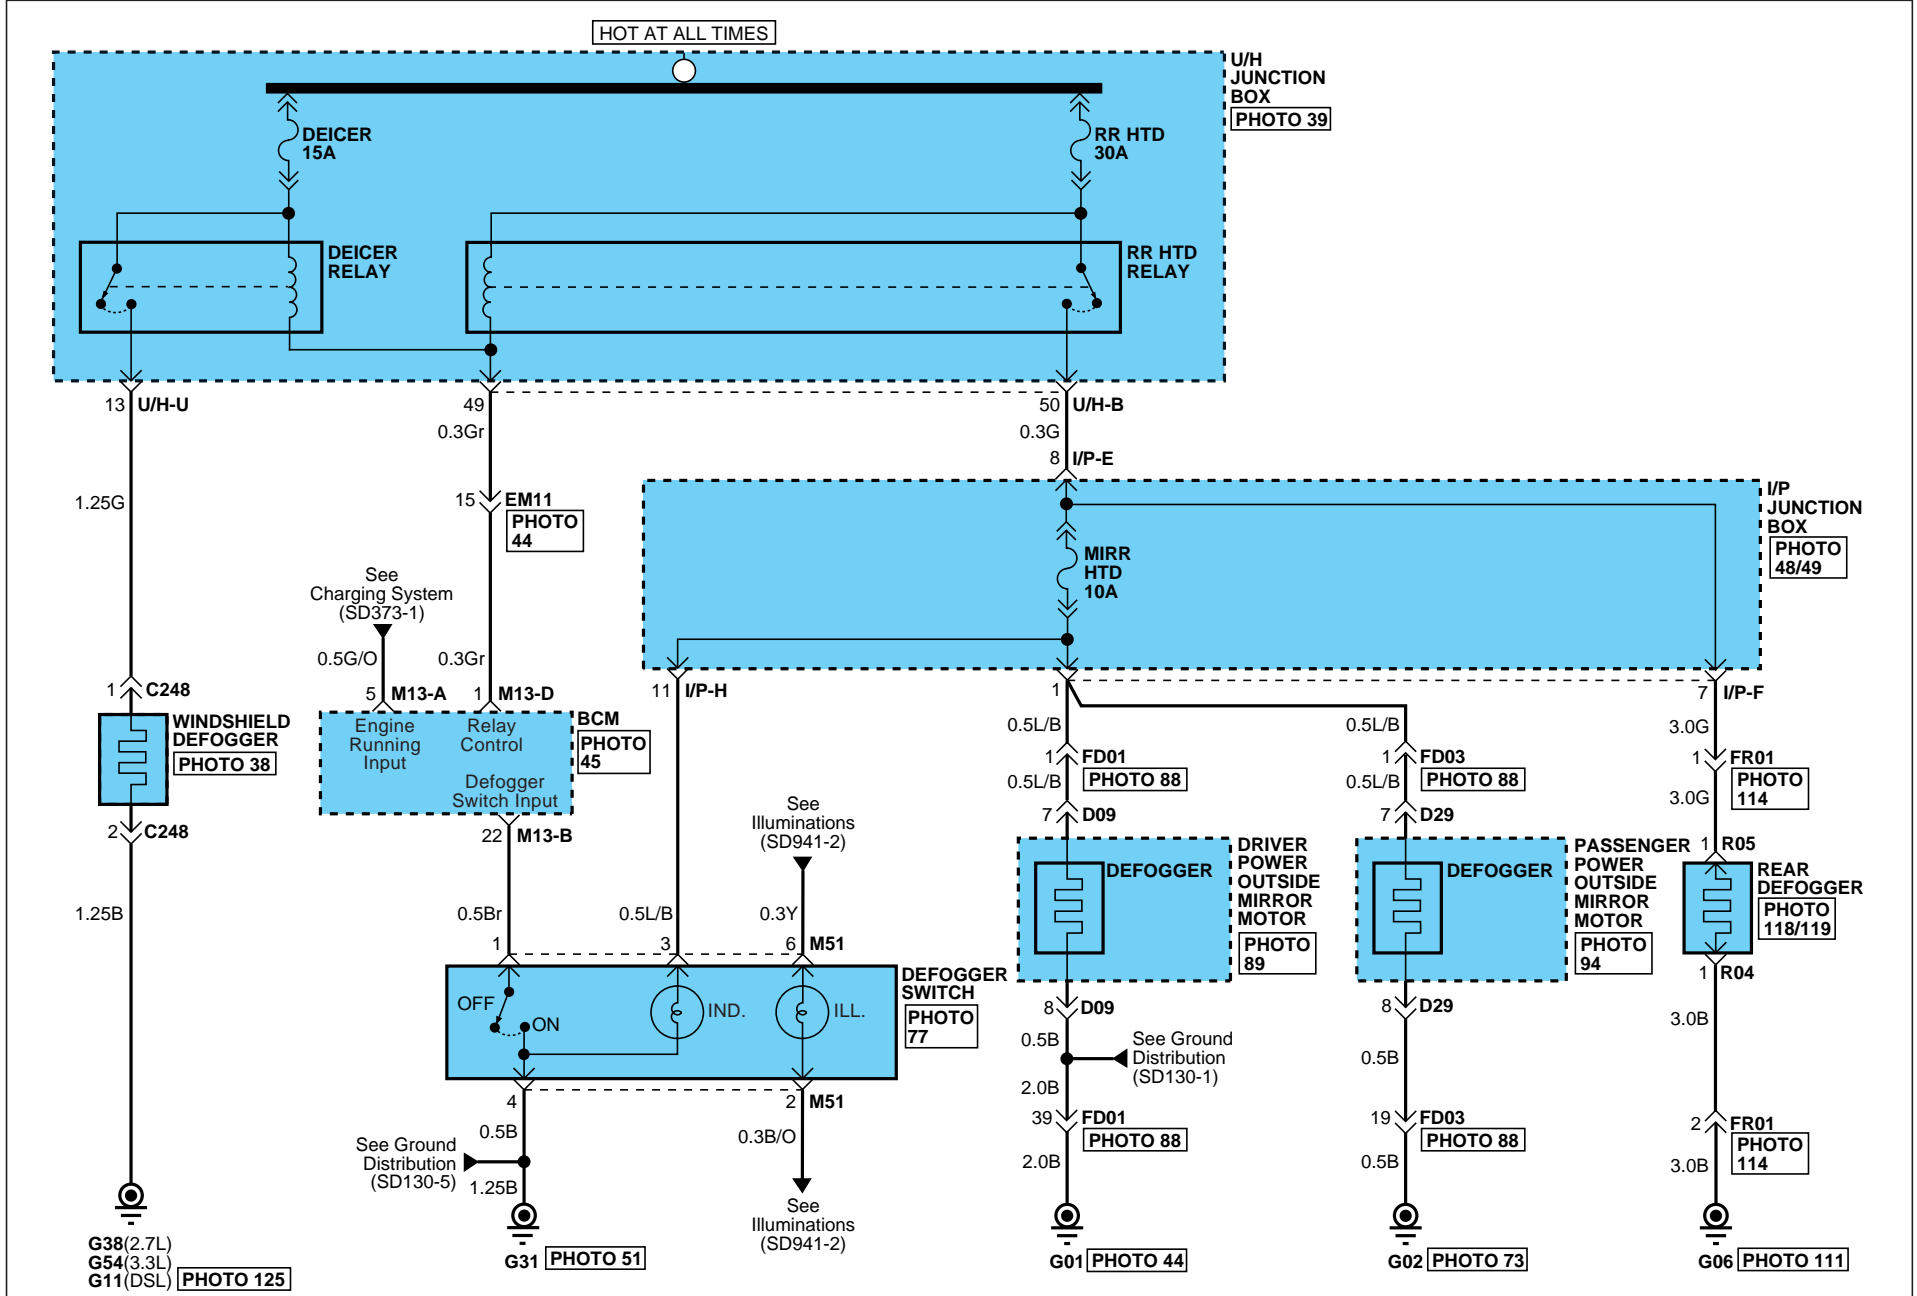 HOT AT ALL TIMES
U/H
JUNCTION
BOX
PHOTO 39
DEICER
15A
RR HTD
30A
DEICER
RELAY
RR HTD
RELAY
13 U/H-U
49
50 U/H-B
0.3Gr
0.3G
8 I/P-E
1.25G
15 EM11
PHOTO
44
I/P
JUNCTION
BOX
PHOTO
48/49
MIRR
HTD
10A
See
Charging System
(SD373-1)
0.5G/O
0.3Gr
5 M13-A
1 M13-D
11 I/P-H
1
7 I/P-F
1 C248
WINDSHIELD
DEFOGGER
PHOTO 38
2 C248
Engine
Running
Input
Relay
Control
Defogger
Switch Input
BCM
PHOTO
45
22 M13-B
0.5L/B
0.5L/B
3.0G
1 FD01
PHOTO 88
1 FD03
PHOTO 88
1 FR01
PHOTO
114
0.5L/B
0.5L/B
3.0G
7 D09
7 D29
1 R05
See
Illuminations
(SD941-2)
DEFOGGER
DRIVER
POWER
OUTSIDE
MIRROR
MOTOR
PHOTO
89
DEFOGGER
PASSENGER
POWER
OUTSIDE
MIRROR
MOTOR
PHOTO
94
REAR
DEFOGGER
PHOTO
118/119
1 R04
1.25B
0.5Br
0.5L/B
0.3Y
1
3
6 M51
OFF
ON
IND.
ILL.
DEFOGGER
SWITCH
PHOTO
77
8 D09
8 D29
3.0B
0.5B
See Ground
Distribution
(SD130-1)
0.5B
2.0B
4
2 M51
39 FD01
PHOTO 88
19 FD03
PHOTO 88
2 FR01
PHOTO
114
0.5B
0.3B/O
See Ground
Distribution
(SD130-5)
1.25B
2.0B
0.5B
3.0B
See
Illuminations
(SD941-2)
G38(2.7L)
G54(3.3L)
G11(DSL) PHOTO 125
G31 PHOTO 51
G01 PHOTO 44
G02 PHOTO 73
G06 PHOTO 111